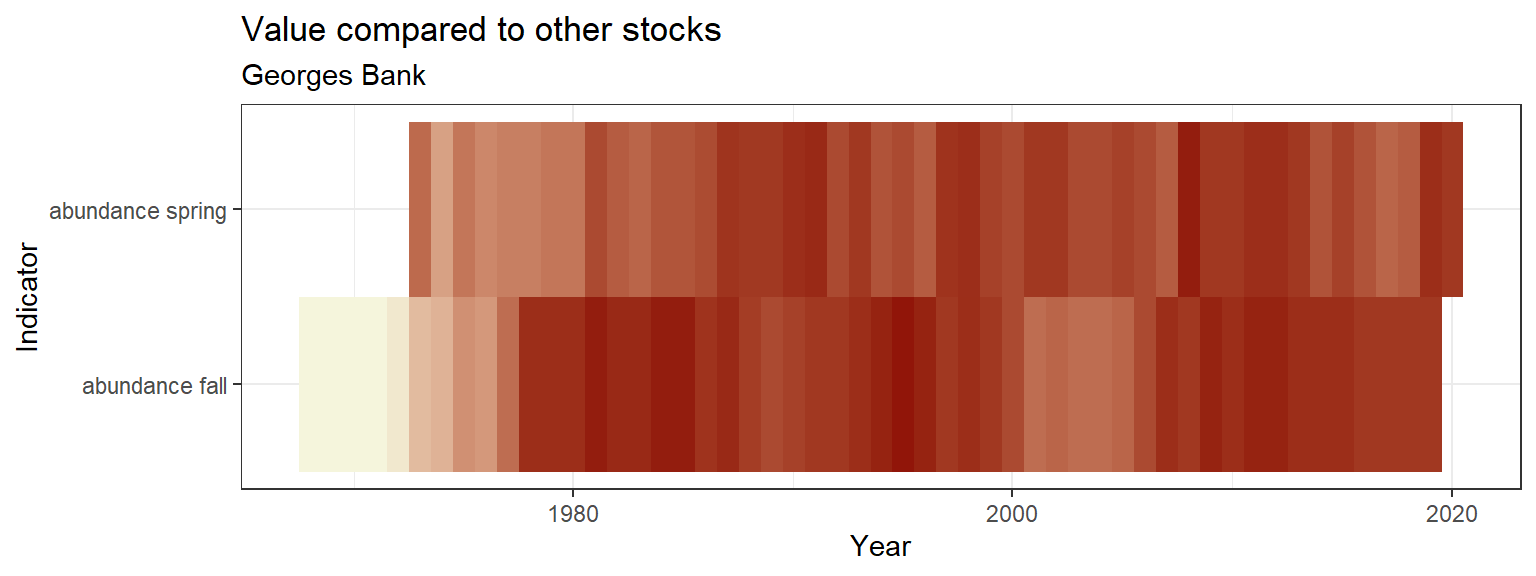 Value compared to other stocks
Georges Bank
Indicator
abundance spring
abundance fall
1980
2000
2020
Year